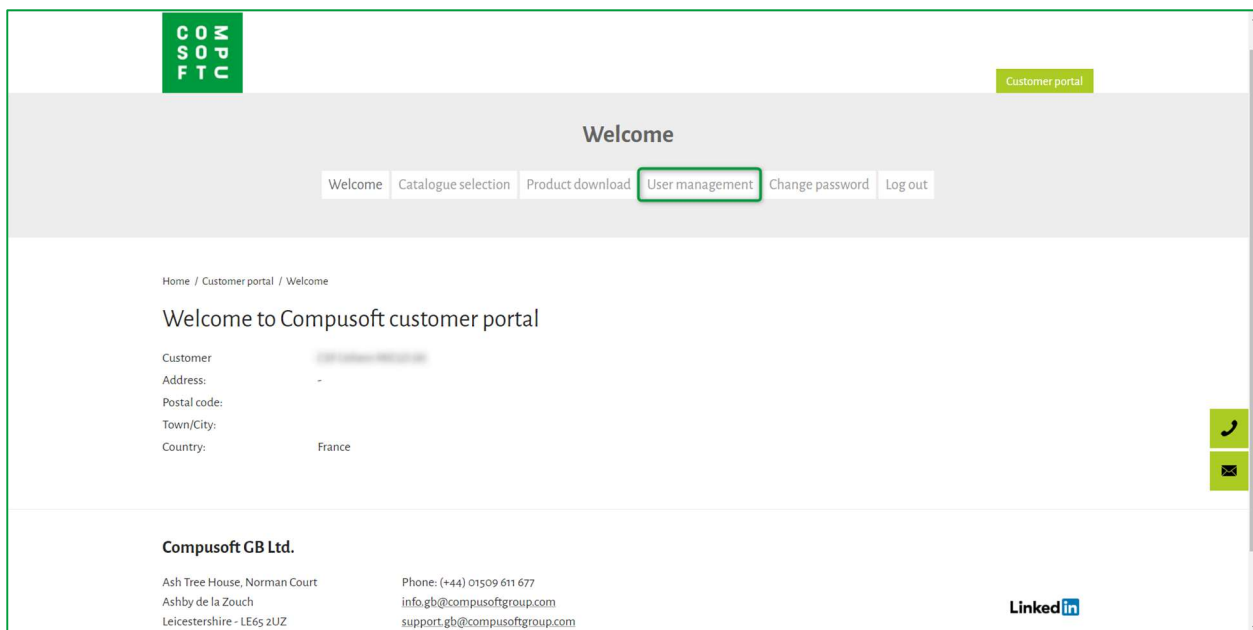 COM
SOP
FTU
Customer portal
Welcome
Welcome Catalogue selection Product download User management Change password Log out
Home / Customer portal / Welcome
Welcome to Compusoft customer portal
Customer
Address: -
Postal code:
Town/City:
Country: France
Compusoft GB Ltd.
Ash Tree House, Norman Court Phone: (+44) 01509 611 677
Ashby de la Zouch info.gb@compusoftgroup.com
Leicestershire - LE65 2UZ support.gb@compusoftgroup.com
Linked in